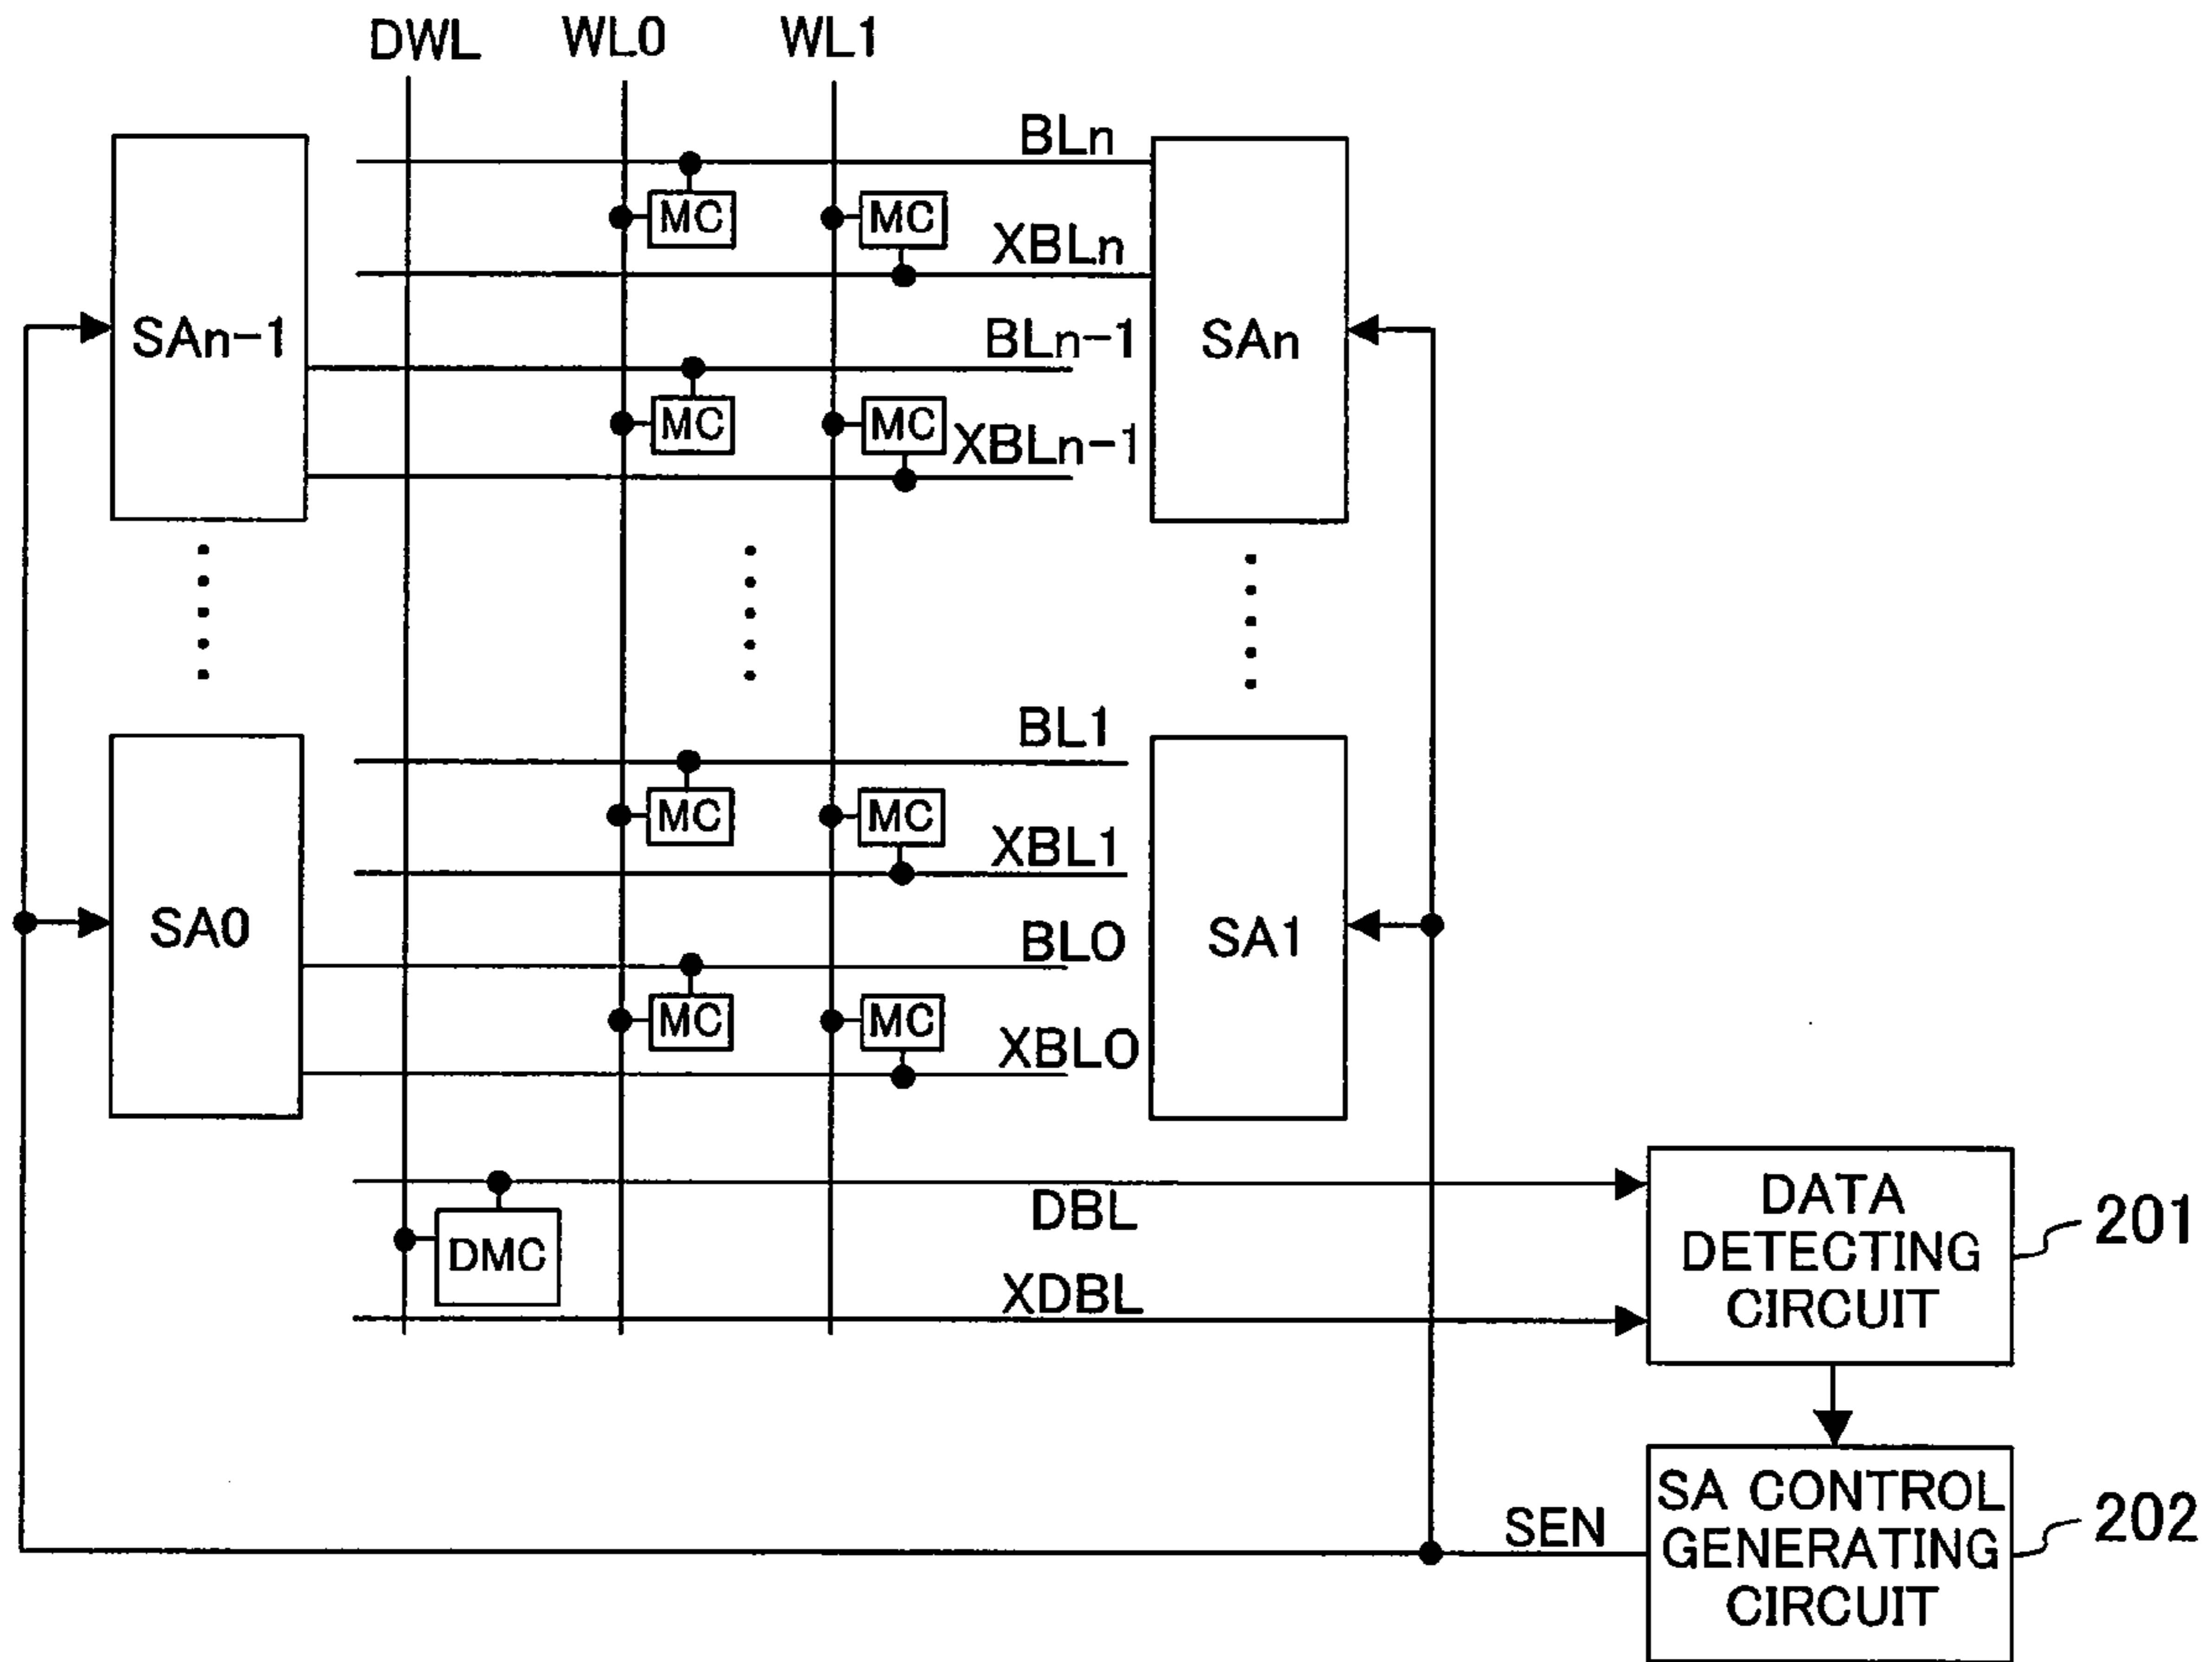 DWL WL0 WL1
BLn
MC MC
XBLn
SAn-1 BLn-1 SAn
MC MC
XBLn-1
BL1
MC MC
XBL1
SA0 BL0 SA1
MC MC
XBL0
DBL
DMC
XDBL
DATA
DETECTING
CIRCUIT
201
SEN
SA CONTROL
GENERATING
CIRCUIT
202